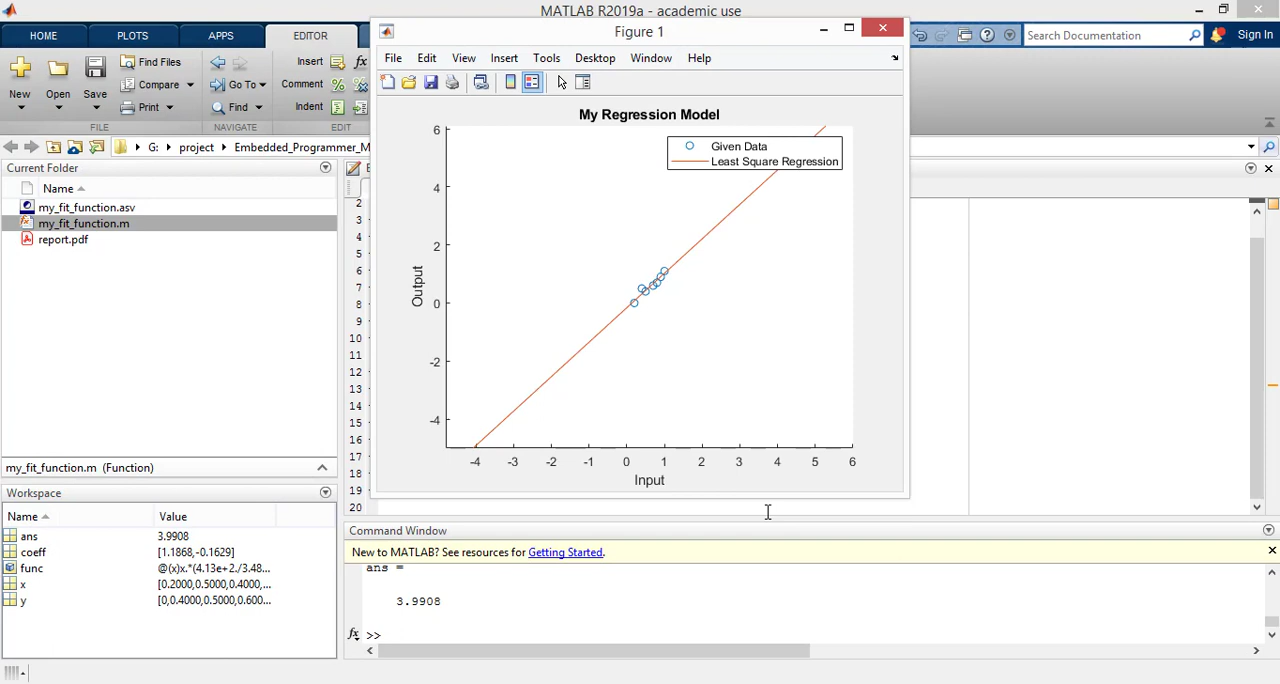 MATLAB R2019a - academic use
HOME PLOTS APPS EDITOR
Search Documentation Sign In
Figure 1
File Edit View Insert Tools Desktop Window Help
New Open Save
Find Files
Compare
Print
Go To
Find
Insert fx
Comment %
Indent
FILE NAVIGATE EDIT
G: project Embedded_Programmer_M
Current Folder
Name
my_fit_function.asv
my_fit_function.m
report.pdf
my_fit_function.m (Function)
2
3
4
5
6
7
8
9
10
11
12
13
14
15
16
17
18
19
20
My Regression Model
Given Data
Least Square Regression
6
4
2
0
-2
-4
Output
-4 -3 -2 -1 0 1 2 3 4 5 6
Input
Workspace
Name Value
ans 3.9908
coeff [1.1868,-0.1629]
func @(x)x.*(4.13e+2./3.48...
x [0.2000,0.5000,0.4000,...
y [0,0.4000,0.5000,0.600...
Command Window
New to MATLAB? See resources for Getting Started.
ans =
3.9908
fx >>